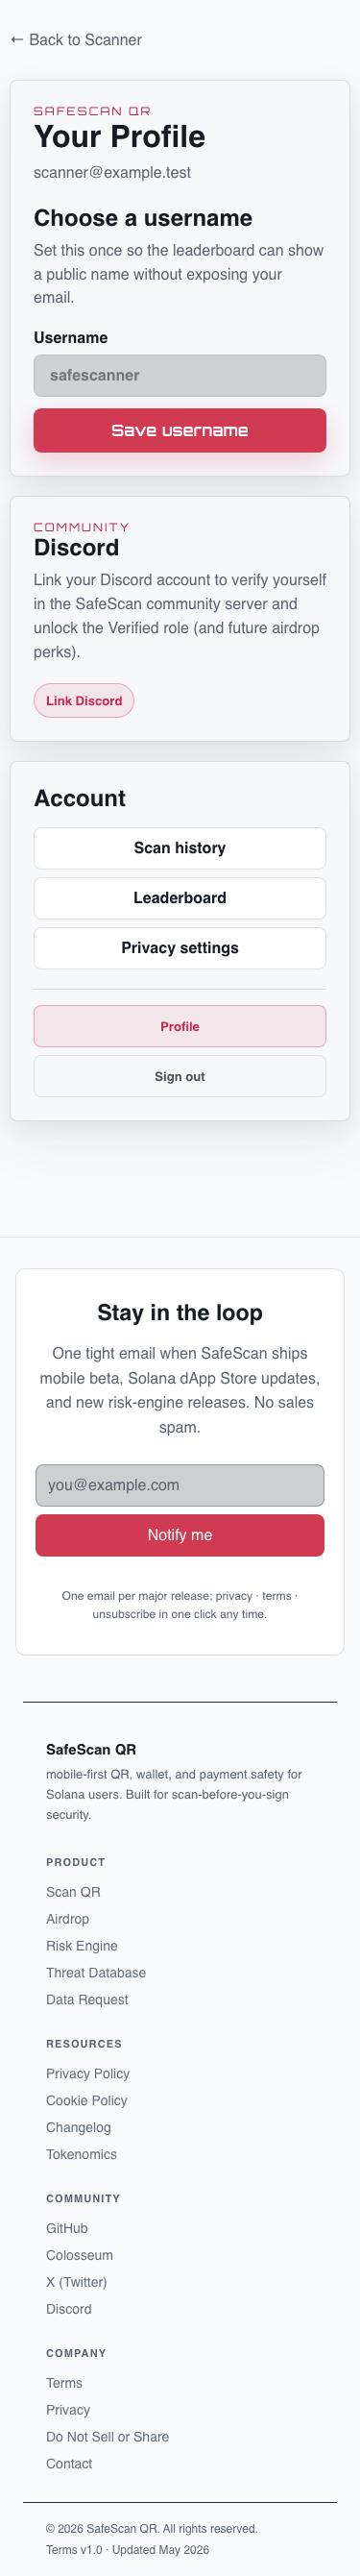 ← Back to Scanner
SAFESCAN QR
Your Profile
scanner@example.test
Choose a username
Set this once so the leaderboard can show
a public name without exposing your
email.
Username
safescanner
Save username
COMMUNITY
Discord
Link your Discord account to verify yourself
in the SafeScan community server and
unlock the Verified role (and future airdrop
perks).
Link Discord
Account
Scan history
Leaderboard
Privacy settings
Profile
Sign out
Stay in the loop
One tight email when SafeScan ships
mobile beta, Solana dApp Store updates,
and new risk-engine releases. No sales
spam.
you@example.com
Notify me
One email per major release; privacy · terms ·
unsubscribe in one click any time.
SafeScan QR
mobile-first QR, wallet, and payment safety for
Solana users. Built for scan-before-you-sign
security.
PRODUCT
Scan QR
Airdrop
Risk Engine
Threat Database
Data Request
RESOURCES
Privacy Policy
Cookie Policy
Changelog
Tokenomics
COMMUNITY
GitHub
Colosseum
X (Twitter)
Discord
COMPANY
Terms
Privacy
Do Not Sell or Share
Contact
© 2026 SafeScan QR. All rights reserved.
Terms v1.0 · Updated May 2026